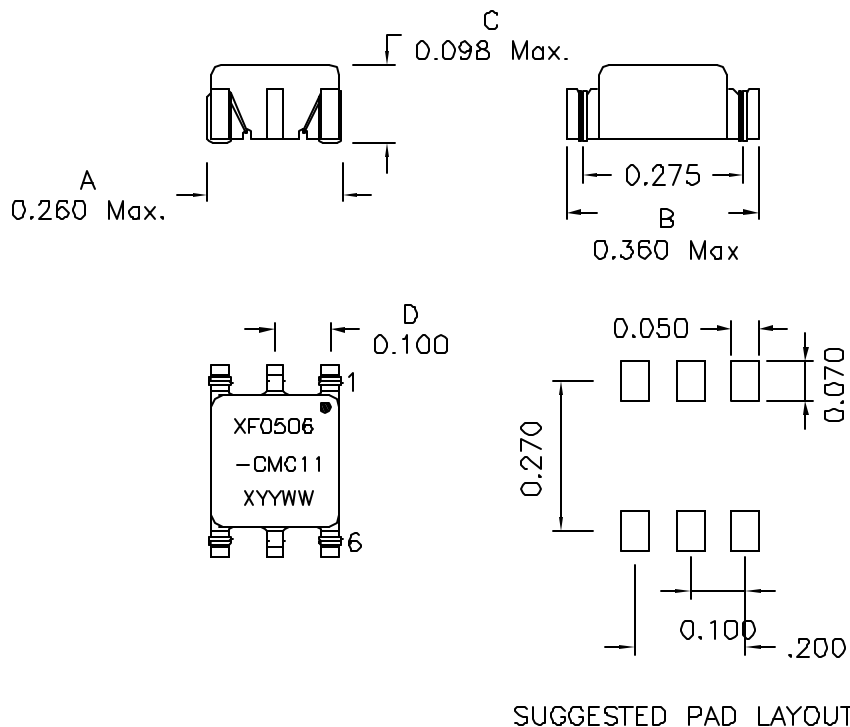 C
0.098 Max.
A
0.260 Max.
0.275
B
0.360 Max
D
0.100
1
XF0506
-CMC11
XYYWW
6
0.050
0.070
0.270
0.100
.200
SUGGESTED PAD LAYOUT